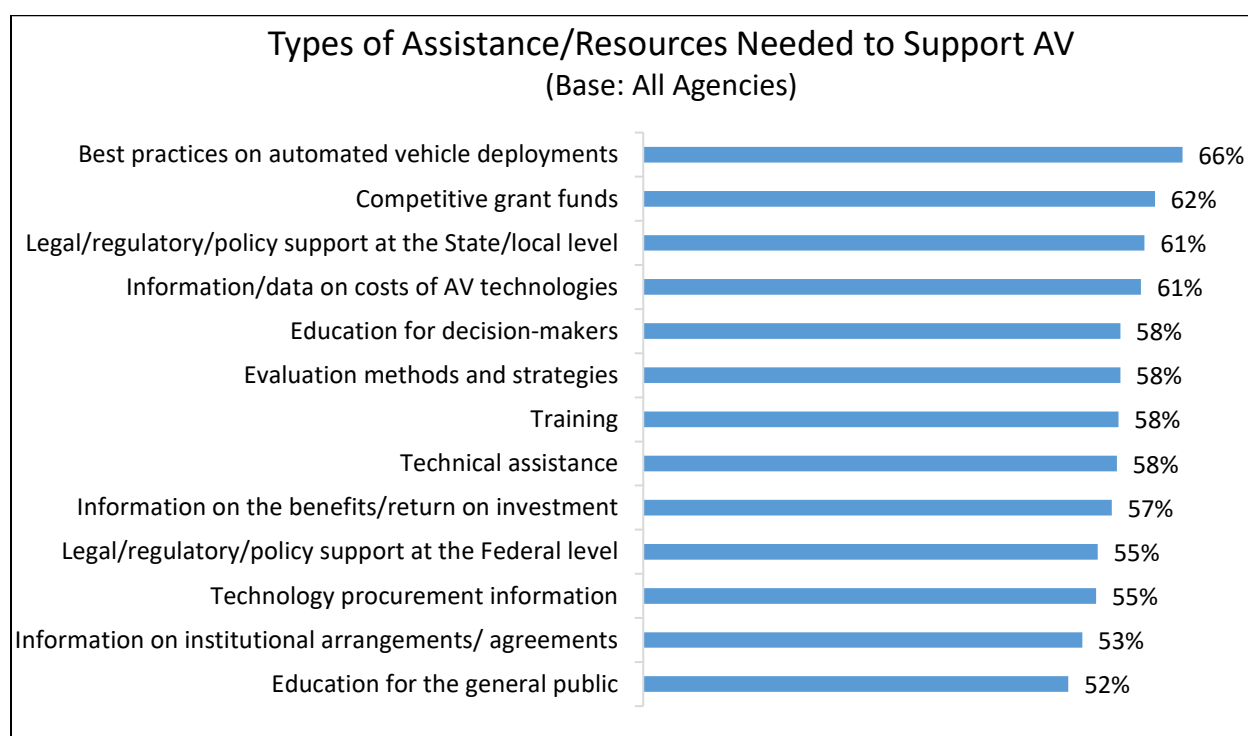 Types of Assistance/Resources Needed to Support AV
(Base: All Agencies)
Best practices on automated vehicle deployments 66%
Competitive grant funds 62%
Legal/regulatory/policy support at the State/local level 61%
Information/data on costs of AV technologies 61%
Education for decision-makers 58%
Evaluation methods and strategies 58%
Training 58%
Technical assistance 58%
Information on the benefits/return on investment 57%
Legal/regulatory/policy support at the Federal level 55%
Technology procurement information 55%
Information on institutional arrangements/ agreements 53%
Education for the general public 52%